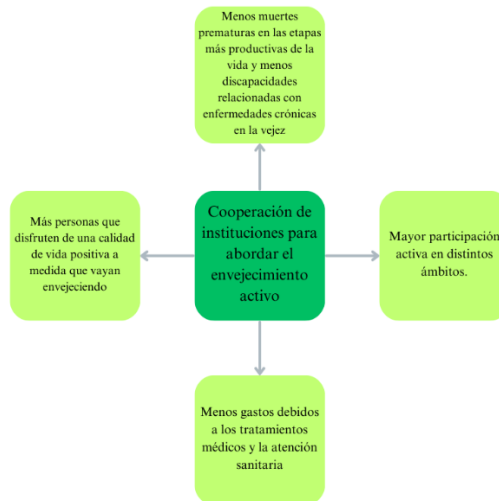 Menos muertes
prematuras en las etapas
más productivas de la
vida y menos
discapacidades
relacionadas con
enfermedades crónicas
en la vejez
Más personas que
disfruten de una calidad
de vida positiva a
medida que vayan
envejeciendo
Cooperación de
instituciones para
abordar el
envejecimiento
activo
Mayor participación
activa en distintos
ámbitos.
Menos gastos debidos
a los tratamientos
médicos y la atención
sanitaria